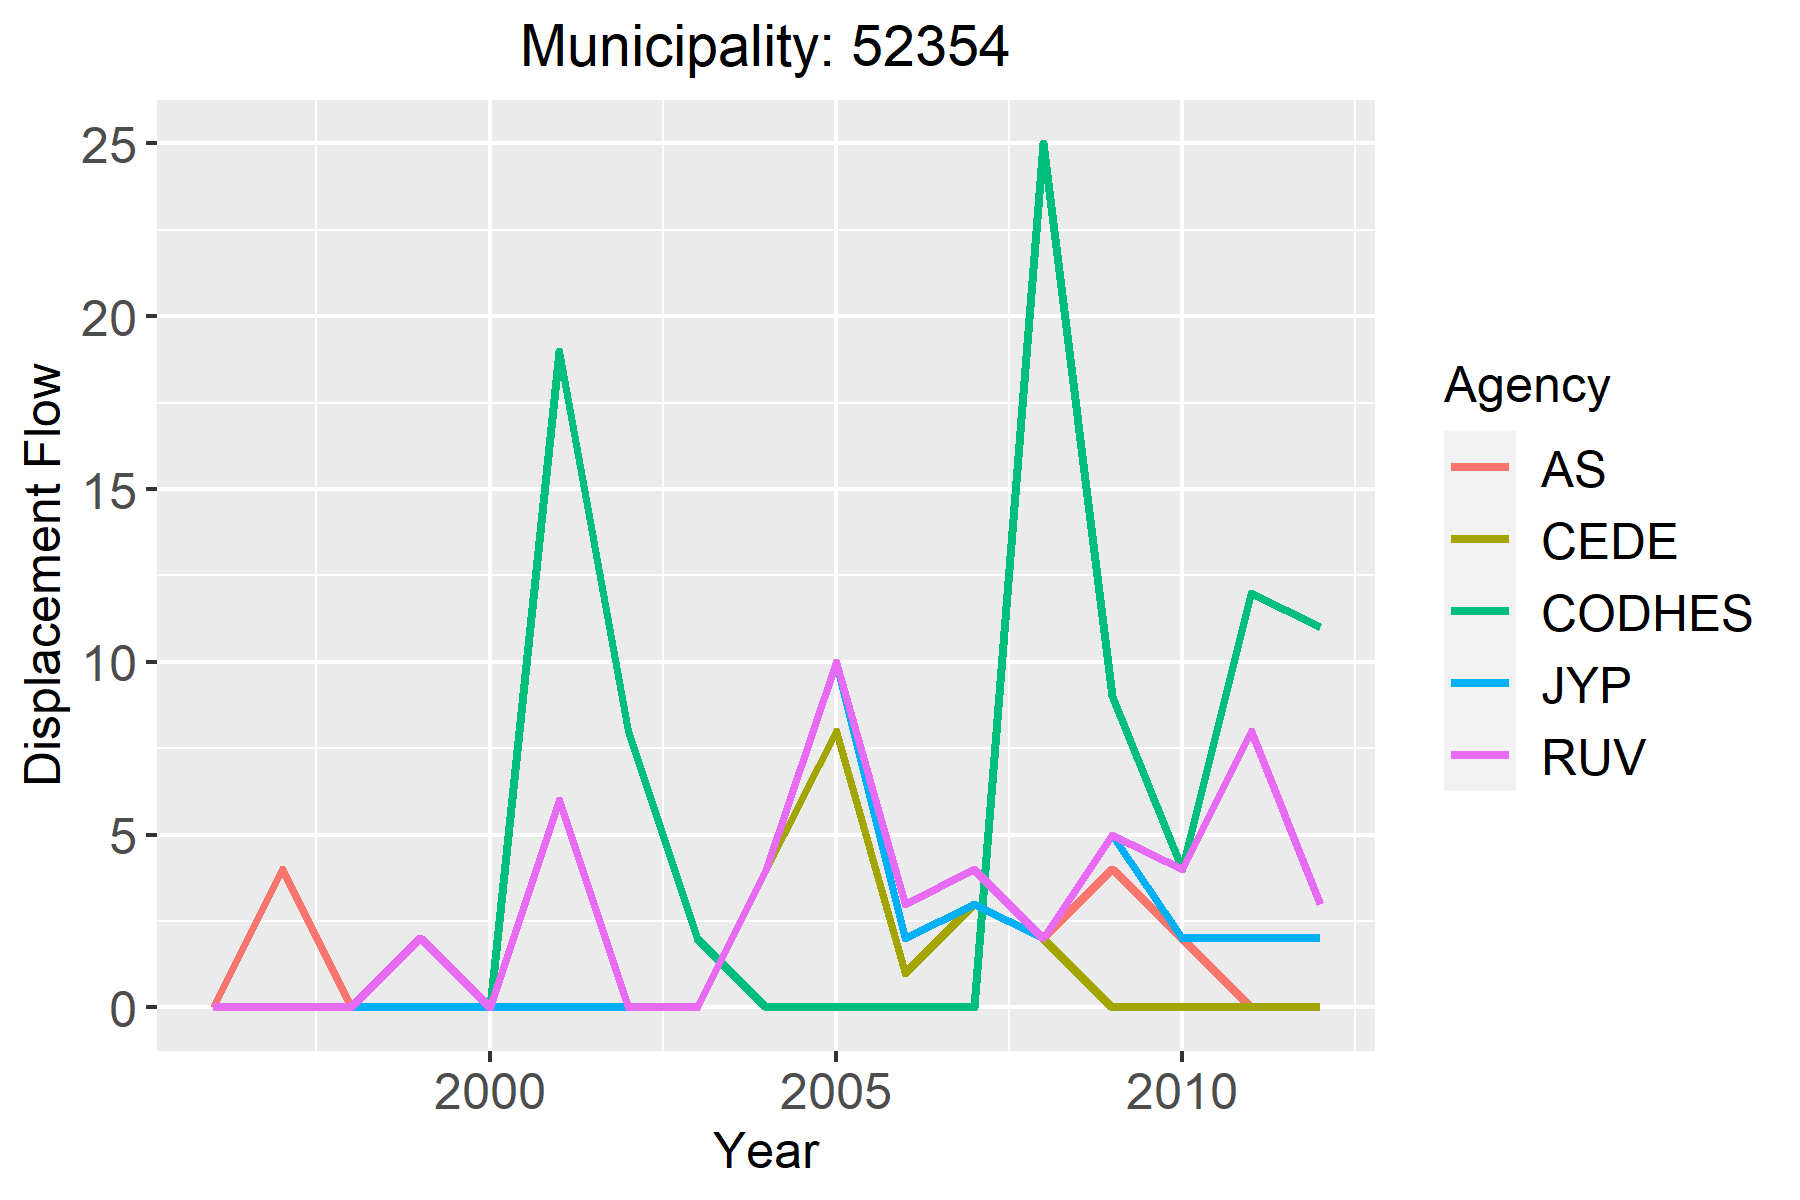 Municipality: 52354
Displacement Flow
25
20
15
10
5
0
2000 2005 2010
Year
Agency
AS
CEDE
CODHES
JYP
RUV